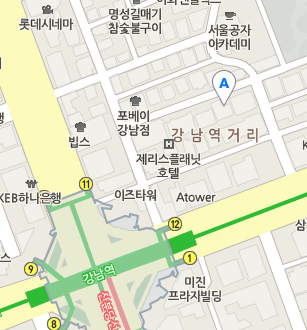 롯데시네마
명성길매기
참숯불구이
서울공자
아카데미
A
포베이
강남점
빕스
강남역거리
제리스플래닛
호텔
KEB하나은행
11
이즈타워
Atower
12
9
강남역
1
미진
프라지빌딩
8